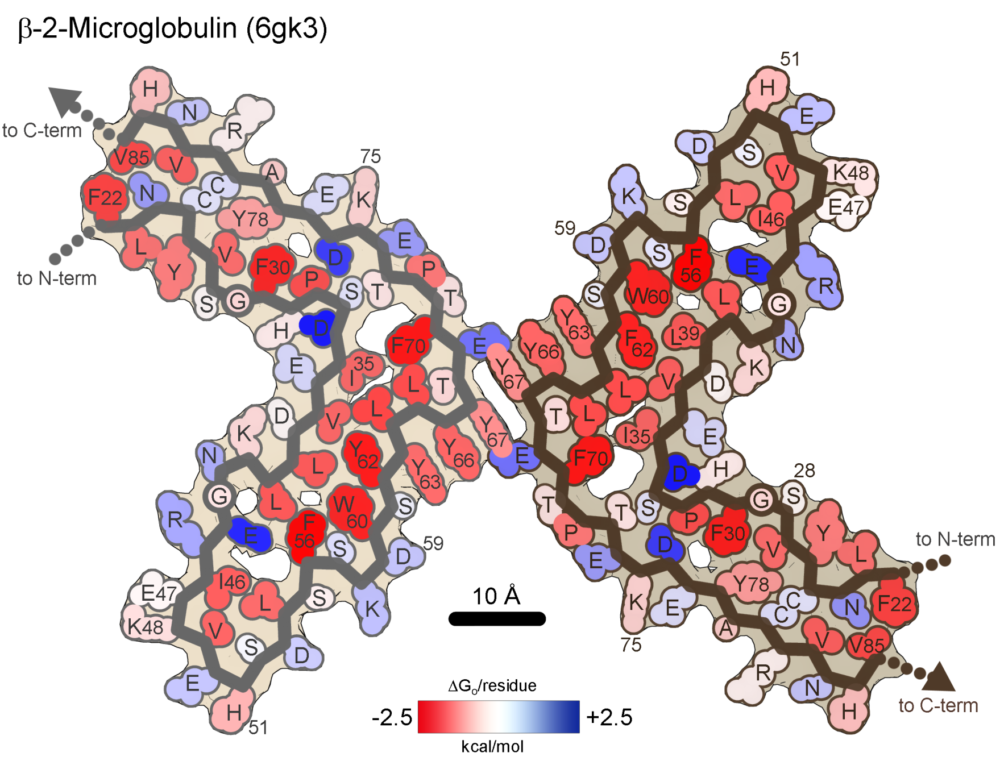 β-2-Microglobulin (6gk3)
to C-term
to N-term
H
N
R
V85
V
A
75
F22
N
C
C
Y78
E
K
L
Y
V
F30
P
D
E
P
S
G
S
T
T
H
D
F70
E
E
I
35
L
T
Y
67
K
D
V
L
Y
67
E
N
L
Y
62
Y
63
Y
66
G
L
W
60
S
R
E
F
56
S
D
59
E47
I46
L
S
K
K48
V
S
D
E
H
51
51
H
E
D
S
V
K48
K
S
L
I46
E47
59
D
S
F
56
E
R
S
W60
L
G
Y
63
Y66
F
62
L39
N
K
L
V
D
T
L
I35
E
F70
D
H
28
T
T
S
P
G
S
P
F30
Y
E
D
V
L
to N-term
K
E
Y78
C
C
N
F22
75
A
V
V85
R
N
H
to C-term
10 Å
ΔGo/residue
-2.5
+2.5
kcal/mol